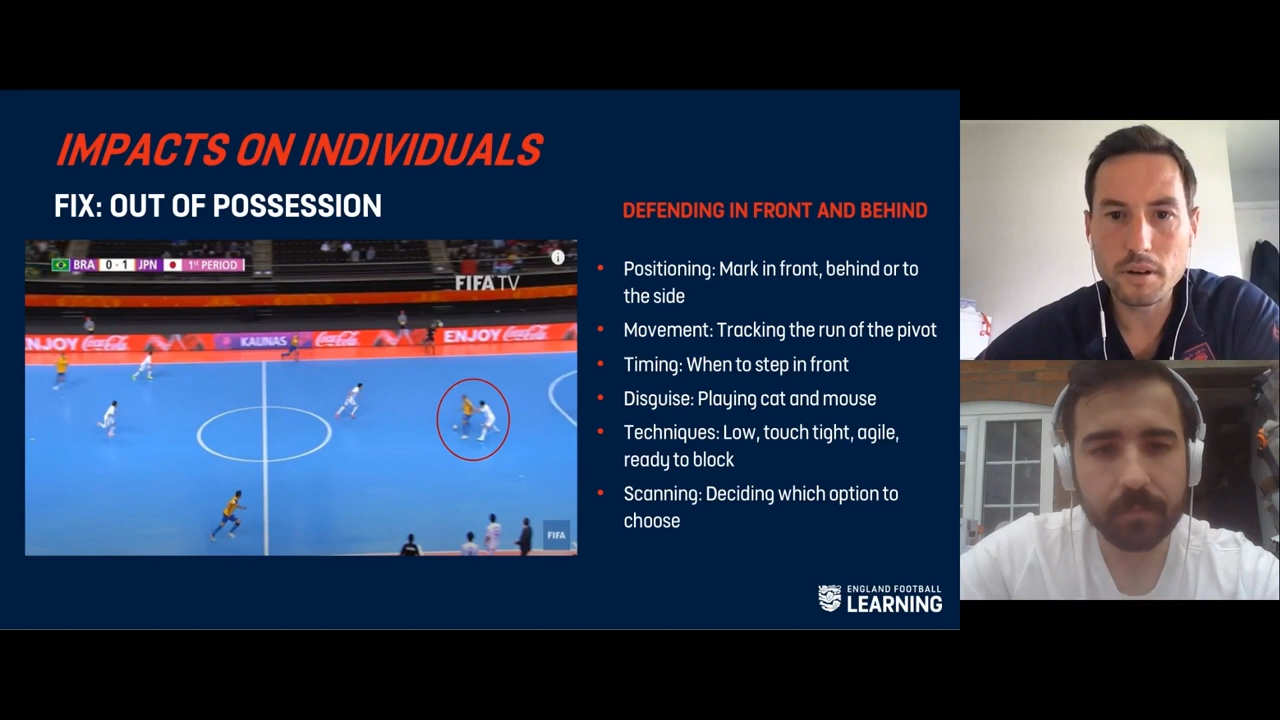 IMPACTS ON INDIVIDUALS
FIX: OUT OF POSSESSION
DEFENDING IN FRONT AND BEHIND
BRA 0 - 1 JPN 1ST PERIOD
i
FIFA TV
ENJOY Coca-Cola
KAUNAS
Coca-Cola
ENJOY Coca-Cola
FIFA
• Positioning: Mark in front, behind or to
the side
• Movement: Tracking the run of the pivot
• Timing: When to step in front
• Disguise: Playing cat and mouse
• Techniques: Low, touch tight, agile,
ready to block
• Scanning: Deciding which option to
choose
ENGLAND FOOTBALL
LEARNING